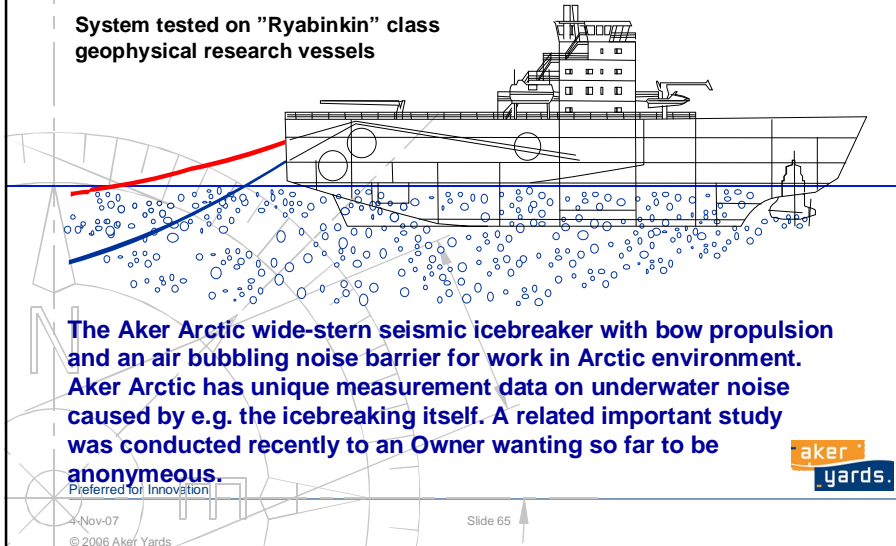 System tested on ”Ryabinkin” class
geophysical research vessels
The Aker Arctic wide-stern seismic icebreaker with bow propulsion
and an air bubbling noise barrier for work in Arctic environment.
Aker Arctic has unique measurement data on underwater noise
caused by e.g. the icebreaking itself. A related important study
was conducted recently to an Owner wanting so far to be
anonymeous.
Preferred for Innovation
aker
yards.
4-Nov-07
Slide 65
© 2006 Aker Yards
N
E